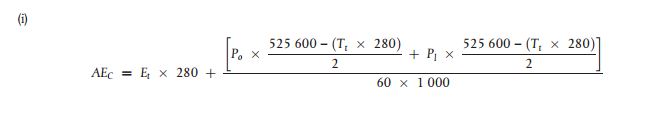 (i)
AE_C = E_t × 280 + [P_o × (525 600 – (T_t × 280))/2 + P_l × (525 600 – (T_t × 280))/2] / (60 × 1 000)